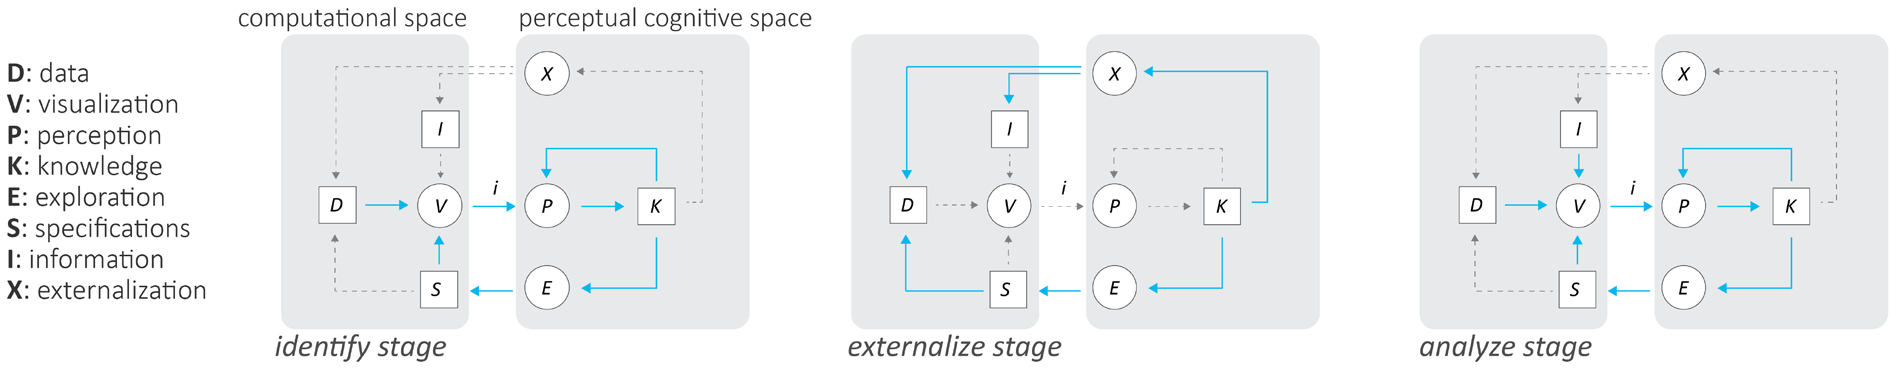 computational space
perceptual cognitive space
D: data
V: visualization
P: perception
K: knowledge
E: exploration
S: specifications
I: information
X: externalization
X
I
D
V
i
P
K
S
E
identify stage
X
I
D
V
i
P
K
S
E
externalize stage
X
I
D
V
i
P
K
S
E
analyze stage